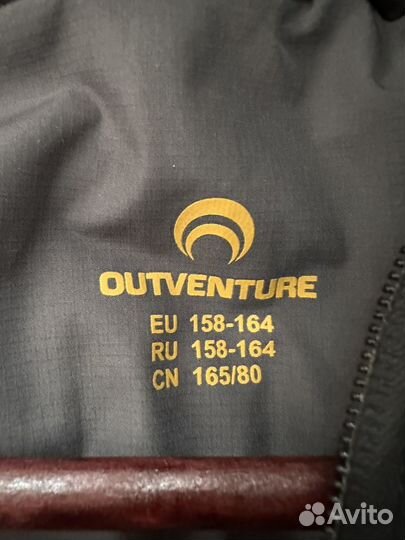 OUTVENTURE
EU 158-164
RU 158-164
CN 165/80
Avito